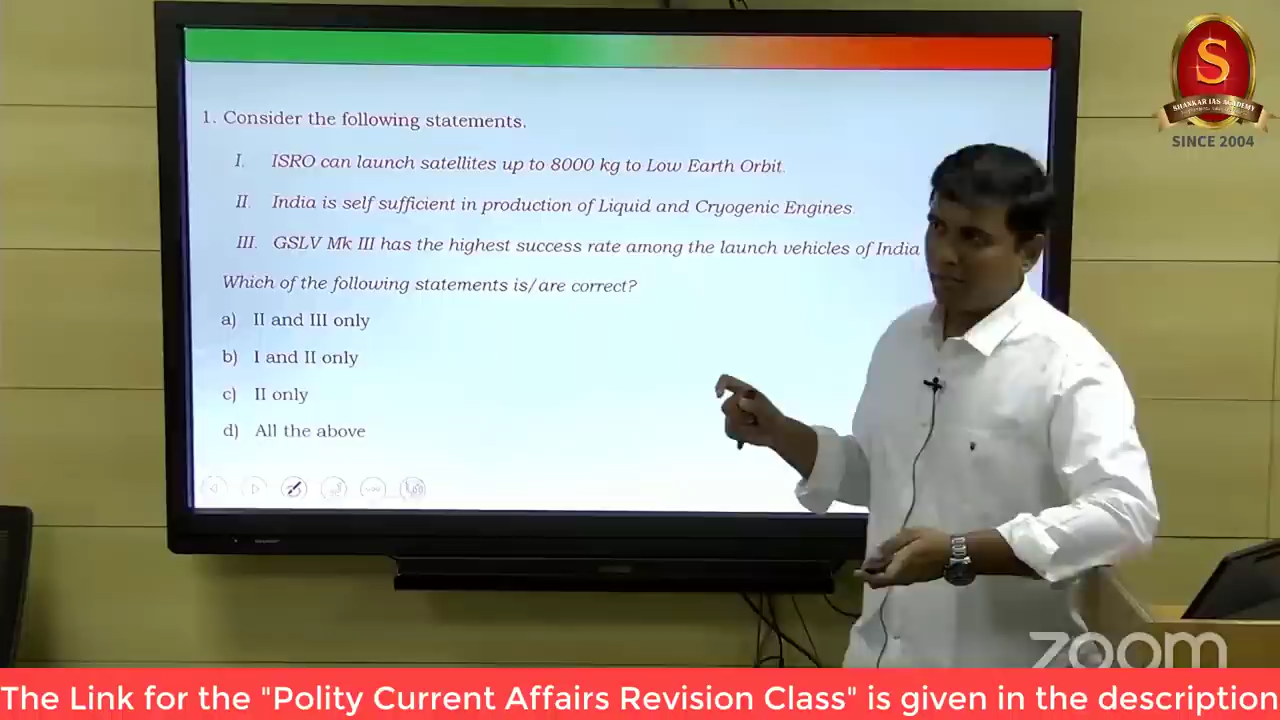 1. Consider the following statements.
I. ISRO can launch satellites up to 8000 kg to Low Earth Orbit.
II. India is self sufficient in production of Liquid and Cryogenic Engines.
III. GSLV Mk III has the highest success rate among the launch vehicles of India
Which of the following statements is/are correct?
a) II and III only
b) I and II only
c) II only
d) All the above
S
SHANKAR IAS ACADEMY
SINCE 2004
zoom
The Link for the "Polity Current Affairs Revision Class" is given in the description